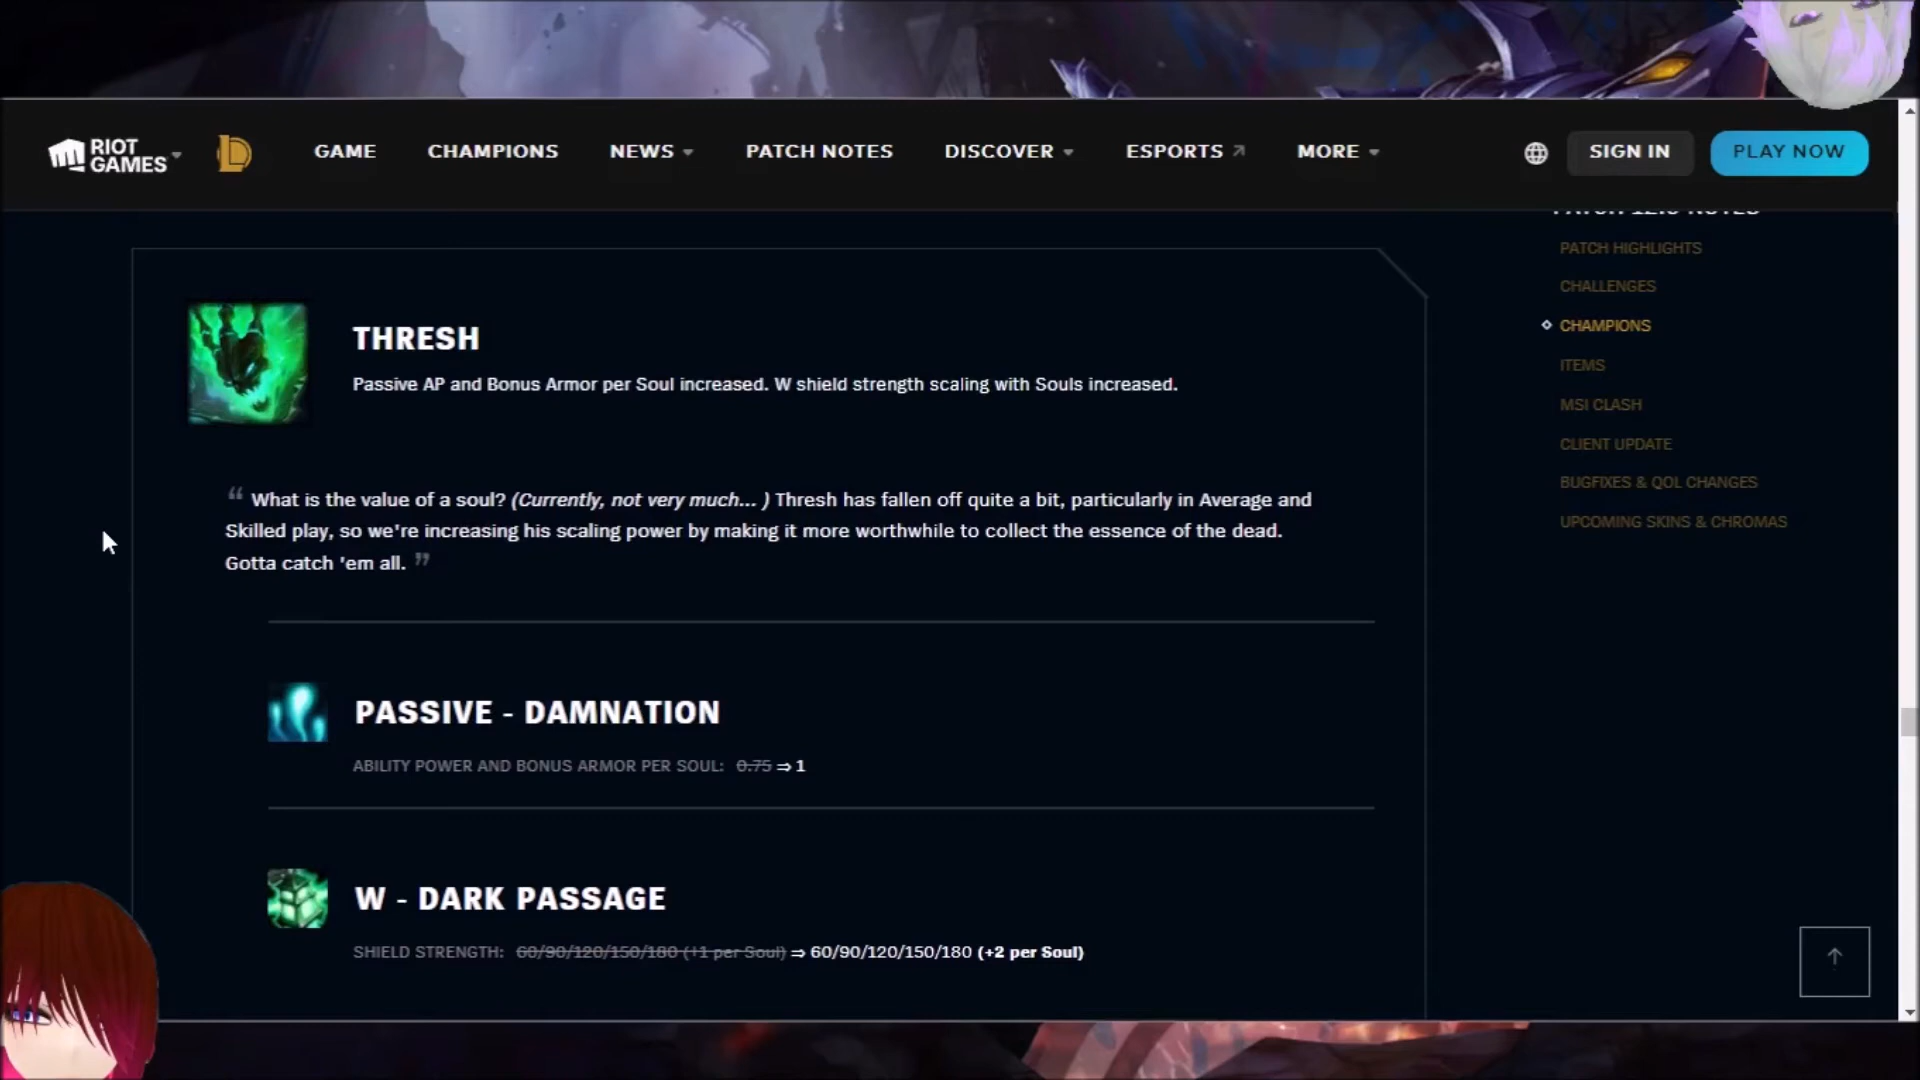 RIOT GAMES
GAME
CHAMPIONS
NEWS
PATCH NOTES
DISCOVER
ESPORTS
MORE
SIGN IN
PLAY NOW
PATCH HIGHLIGHTS
CHALLENGES
CHAMPIONS
ITEMS
MSI CLASH
CLIENT UPDATE
BUGFIXES & QOL CHANGES
UPCOMING SKINS & CHROMAS
THRESH
Passive AP and Bonus Armor per Soul increased. W shield strength scaling with Souls increased.
“ What is the value of a soul? (Currently, not very much... ) Thresh has fallen off quite a bit, particularly in Average and
Skilled play, so we're increasing his scaling power by making it more worthwhile to collect the essence of the dead.
Gotta catch 'em all. ”
PASSIVE - DAMNATION
ABILITY POWER AND BONUS ARMOR PER SOUL: 0.75 ⇒ 1
W - DARK PASSAGE
SHIELD STRENGTH: 60/90/120/150/180 (+1 per Soul) ⇒ 60/90/120/150/180 (+2 per Soul)